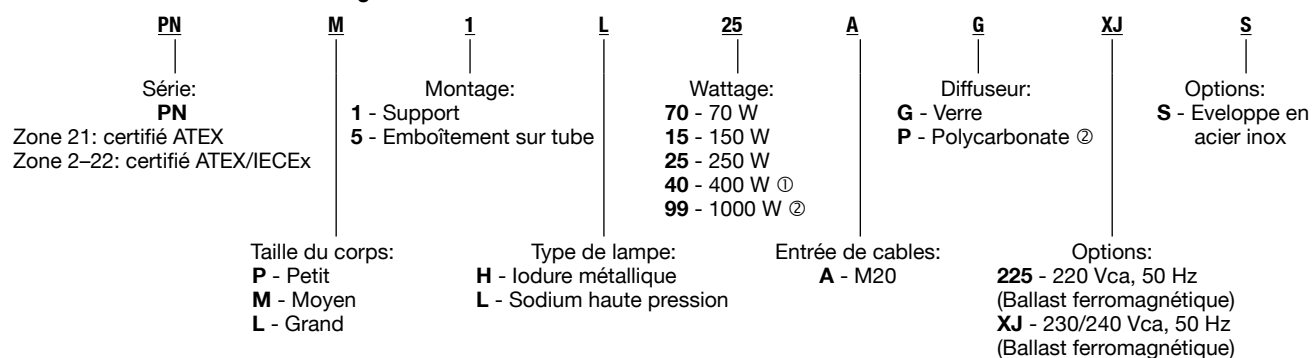 PN M 1 L 25 A G XJ S
Série:
PN
Zone 21: certifié ATEX
Zone 2–22: certifié ATEX/IECEx
Montage:
1 - Support
5 - Emboîtement sur tube
Wattage:
70 - 70 W
15 - 150 W
25 - 250 W
40 - 400 W ①
99 - 1000 W ②
Diffuseur:
G - Verre
P - Polycarbonate ②
Options:
S - Eveloppe en
acier inox
Taille du corps:
P - Petit
M - Moyen
L - Grand
Type de lampe:
H - Iodure métallique
L - Sodium haute pression
Entrée de cables:
A - M20
Options:
225 - 220 Vca, 50 Hz
(Ballast ferromagnétique)
XJ - 230/240 Vca, 50 Hz
(Ballast ferromagnétique)